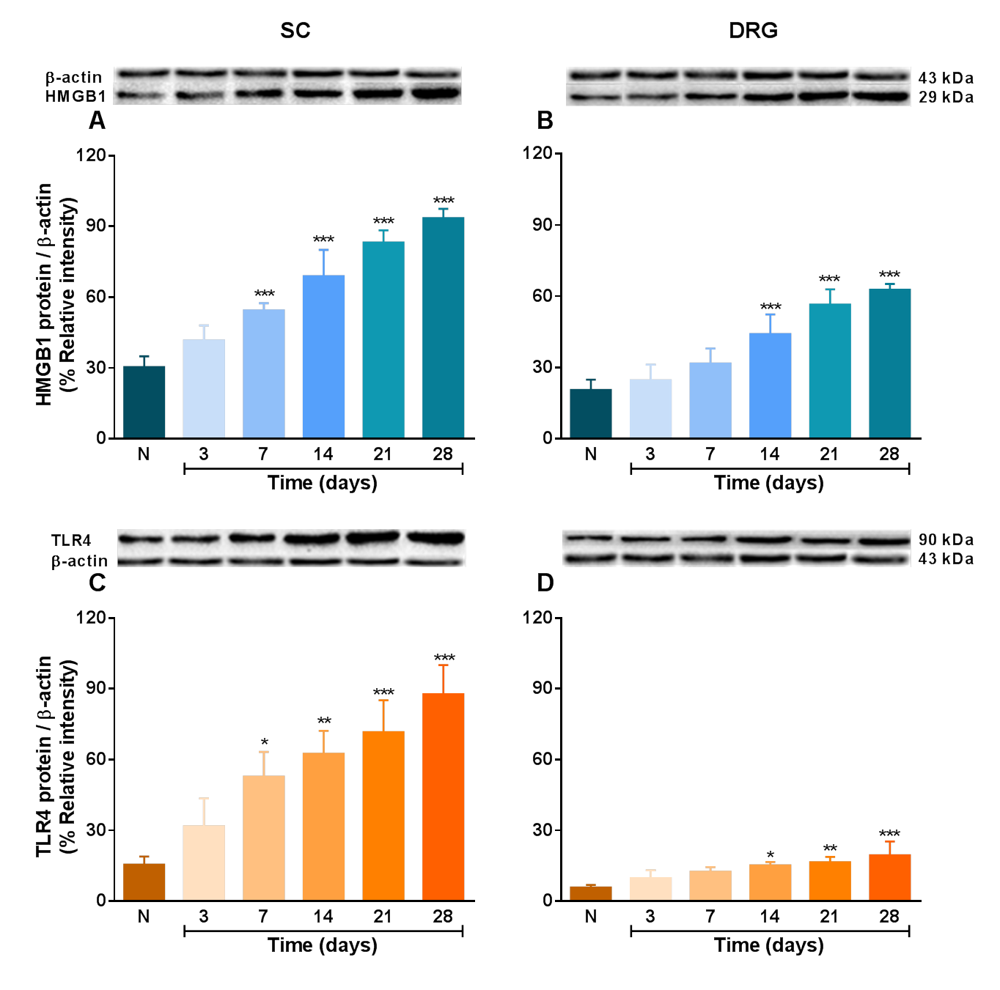 SC
DRG
β-actin
HMGB1
43 kDa
29 kDa
A
B
HMGB1 protein / β-actin
(% Relative intensity)
120
90
60
30
0
***
***
***
***
N 3 7 14 21 28
Time (days)
120
90
60
30
0
***
***
***
N 3 7 14 21 28
Time (days)
TLR4
β-actin
90 kDa
43 kDa
C
D
TLR4 protein / β-actin
(% Relative intensity)
120
90
60
30
0
*
**
***
***
N 3 7 14 21 28
Time (days)
120
90
60
30
0
*
**
***
N 3 7 14 21 28
Time (days)